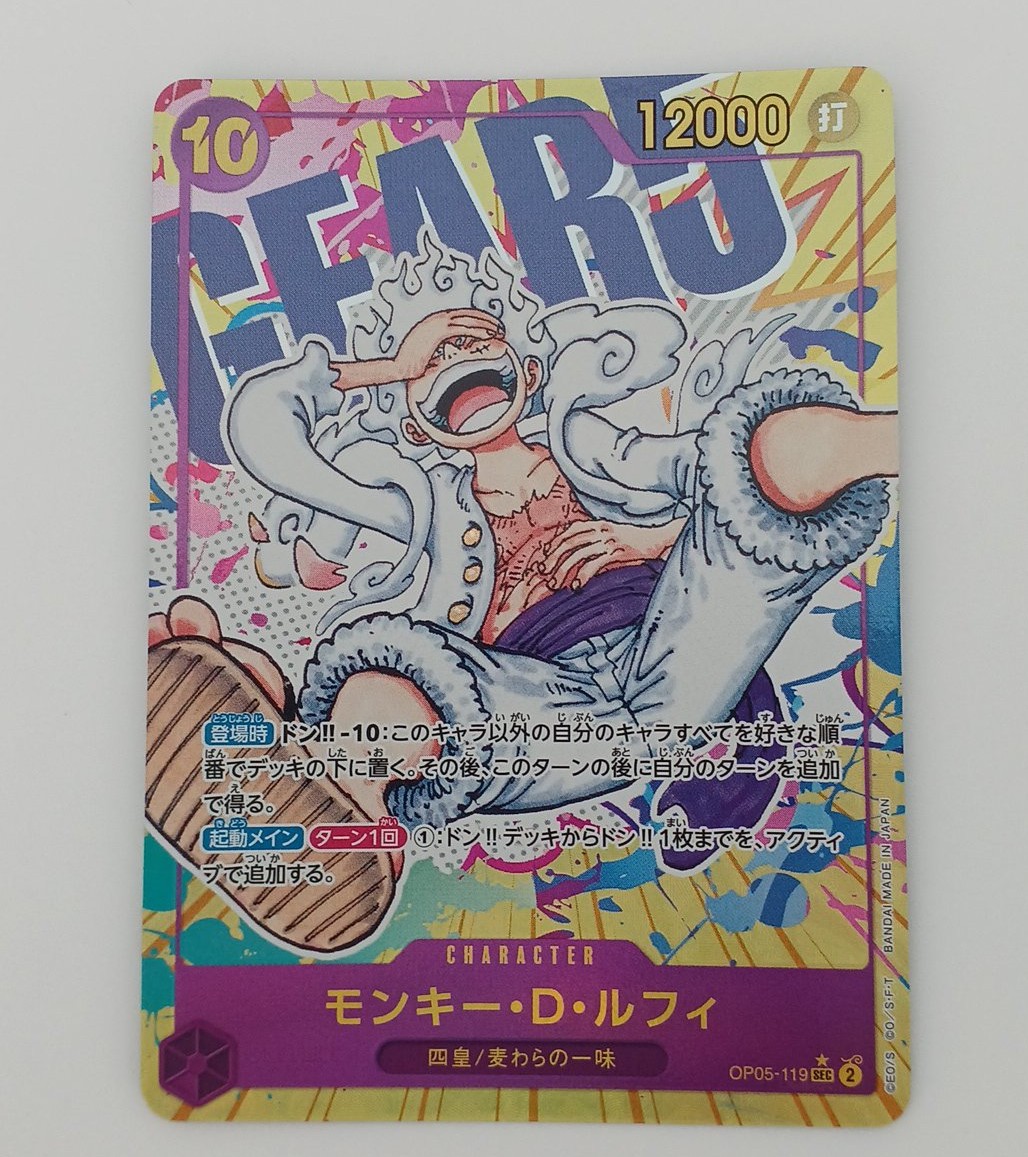 10
12000 打
GEAR5
登場時 ドン!!-10:このキャラ以外の自分のキャラすべてを好きな順
番でデッキの下に置く。その後、このターンの後に自分のターンを追加
で得る。
起動メイン ターン1回 ①:ドン!!デッキからドン!!1枚までを、アクティ
ブで追加する。
CHARACTER
モンキー・D・ルフィ
四皇/麦わらの一味
OP05-119 SEC 2
©EO/S ©O/S・F・T BANDAI MADE IN JAPAN